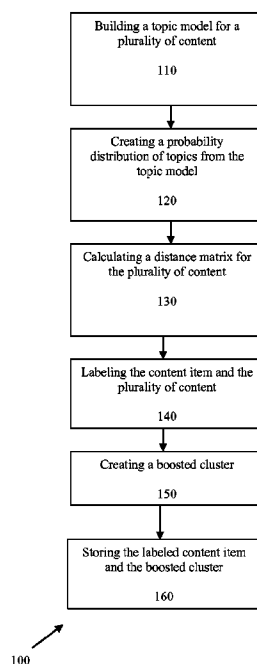 Building a topic model for a
plurality of content
110
Creating a probability
distribution of topics from the
topic model
120
Calculating a distance matrix for
the plurality of content
130
Labeling the content item and the
plurality of content
140
Creating a boosted cluster
150
Storing the labeled content item
and the boosted cluster
160
100